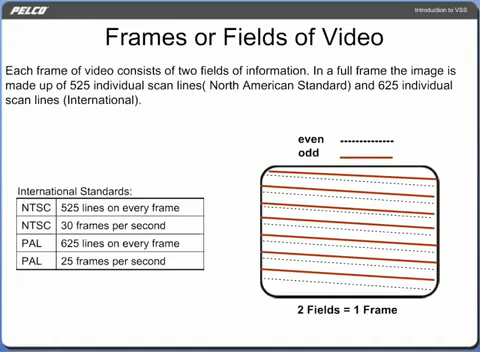 PELCO
Introduction to VSS
Frames or Fields of Video
Each frame of video consists of two fields of information. In a full frame the image is
made up of 525 individual scan lines( North American Standard) and 625 individual
scan lines (International).
even
odd
International Standards:
NTSC 525 lines on every frame
NTSC 30 frames per second
PAL 625 lines on every frame
PAL 25 frames per second
2 Fields = 1 Frame